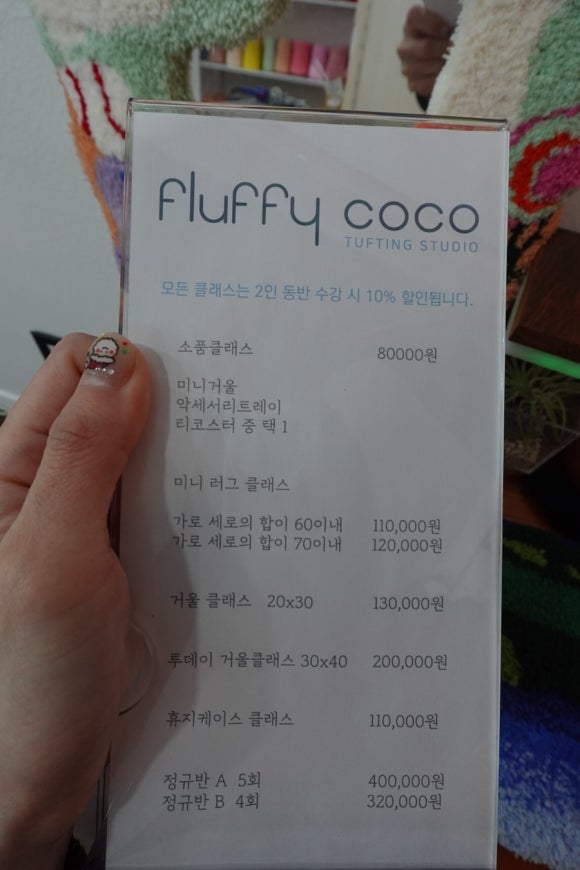 fluffy coco
TUFTING STUDIO
모든 클래스는 2인 동반 수강 시 10% 할인됩니다.
소품클래스 80000원
미니거울
악세서리트레이
티코스터 중 택 1
미니 러그 클래스
가로 세로의 합이 60이내 110,000원
가로 세로의 합이 70이내 120,000원
거울 클래스 20x30 130,000원
투데이 거울클래스 30x40 200,000원
휴지케이스 클래스 110,000원
정규반 A 5회 400,000원
정규반 B 4회 320,000원